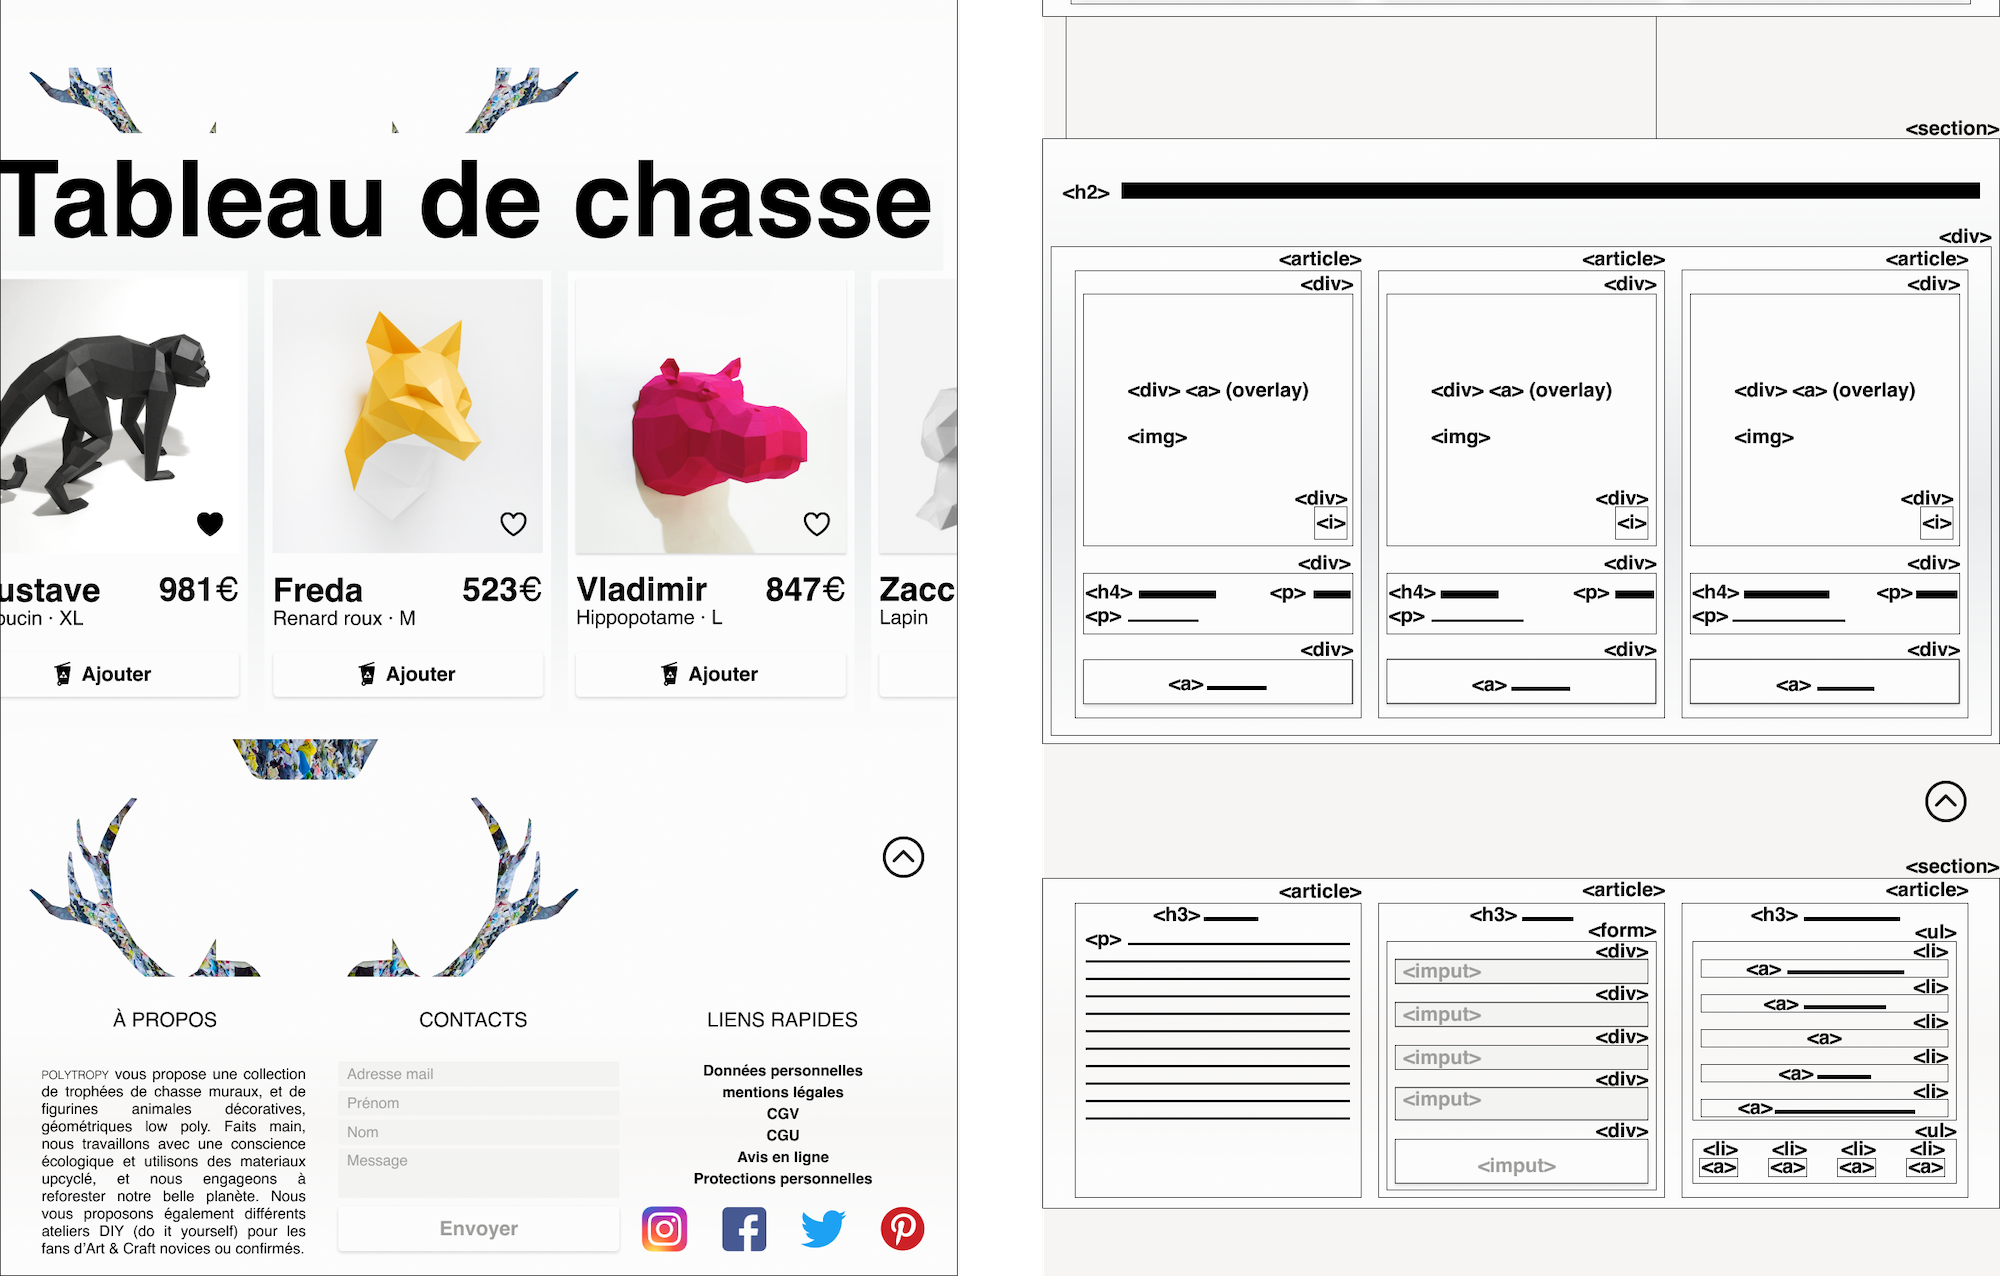 Tableau de chasse
ustave 981€
oucin · XL
Ajouter
Freda 523€
Renard roux · M
Ajouter
Vladimir 847€
Hippopotame · L
Ajouter
Zacc
Lapin
À PROPOS
POLYTROPY vous propose une collection
de trophées de chasse muraux, et de
figurines animales décoratives,
géométriques low poly. Faits main,
nous travaillons avec une conscience
écologique et utilisons des materiaux
upcyclé, et nous engageons à
reforester notre belle planète. Nous
vous proposons également différents
ateliers DIY (do it yourself) pour les
fans d'Art & Craft novices ou confirmés.
CONTACTS
Adresse mail
Prénom
Nom
Message
Envoyer
LIENS RAPIDES
Données personnelles
mentions légales
CGV
CGU
Avis en ligne
Protections personnelles
<section>
<h2>
<div>
<article>
<div>
<div> <a> (overlay)
<img>
<div>
<i>
<div>
<h4> <p>
<p>
<div>
<a>
<article>
<div>
<div> <a> (overlay)
<img>
<div>
<i>
<div>
<h4> <p>
<p>
<div>
<a>
<article>
<div>
<div> <a> (overlay)
<img>
<div>
<i>
<div>
<h4> <p>
<p>
<div>
<a>
<section>
<article>
<h3>
<p>
<article>
<h3>
<form>
<div>
<imput>
<div>
<imput>
<div>
<imput>
<div>
<imput>
<div>
<imput>
<article>
<h3>
<ul>
<li>
<a>
<li>
<a>
<li>
<a>
<li>
<a>
<li>
<a>
<ul>
<li> <li> <li> <li>
<a> <a> <a> <a>